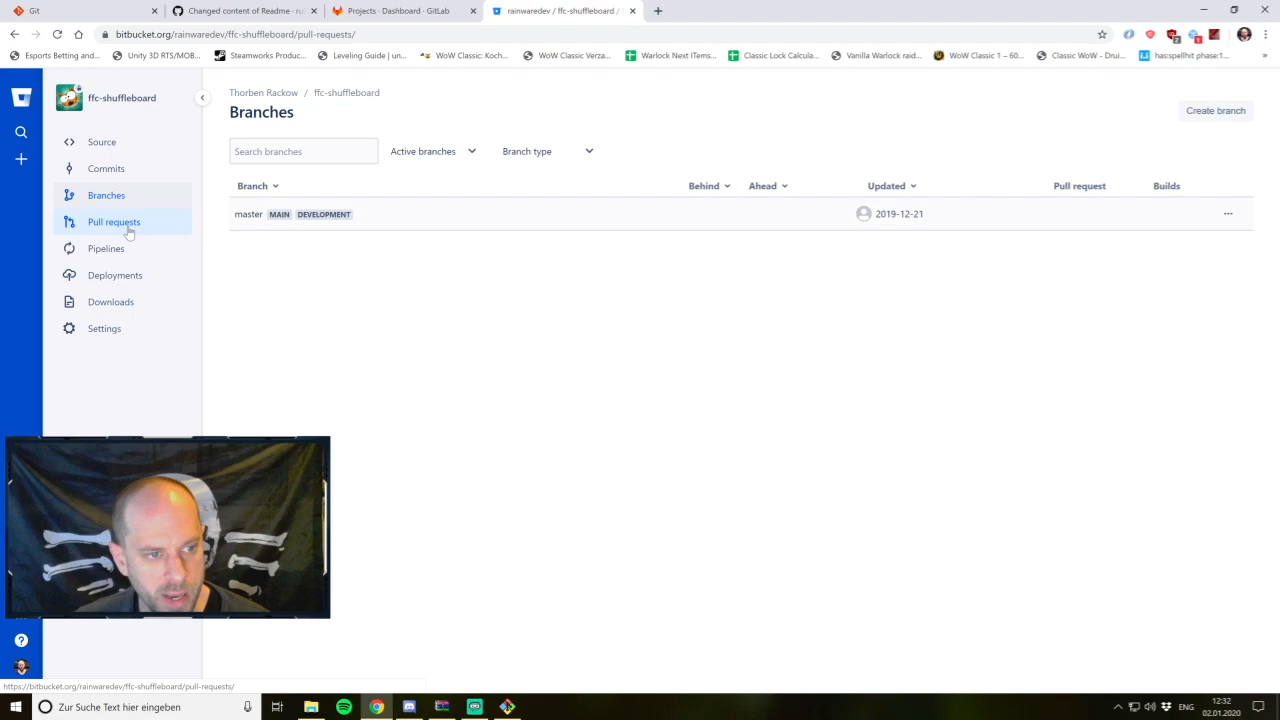 Git
Changed content of Readme - ru
Projects · Dashboard · GitLab
rainwaredev / ffc-shuffleboard /
bitbucket.org/rainwaredev/ffc-shuffleboard/pull-requests/
Esports Betting and...
Unity 3D RTS/MOB...
Steamworks Produc...
Leveling Guide | un...
WoW Classic: Koch...
WoW Classic Verza...
Warlock Next ITems...
Classic Lock Calcula...
Vanilla Warlock raid...
WoW Classic 1 – 60...
Classic WoW - Drui...
has:spellhit phase:1...
»
ffc-shuffleboard
Source
Commits
Branches
Pull requests
Pipelines
Deployments
Downloads
Settings
Thorben Rackow / ffc-shuffleboard
Branches
Create branch
Search branches
Active branches
Branch type
Branch Behind Ahead Updated Pull request Builds
master MAIN DEVELOPMENT 2019-12-21
https://bitbucket.org/rainwaredev/ffc-shuffleboard/pull-requests/
Zur Suche Text hier eingeben
ENG
12:32
02.01.2020